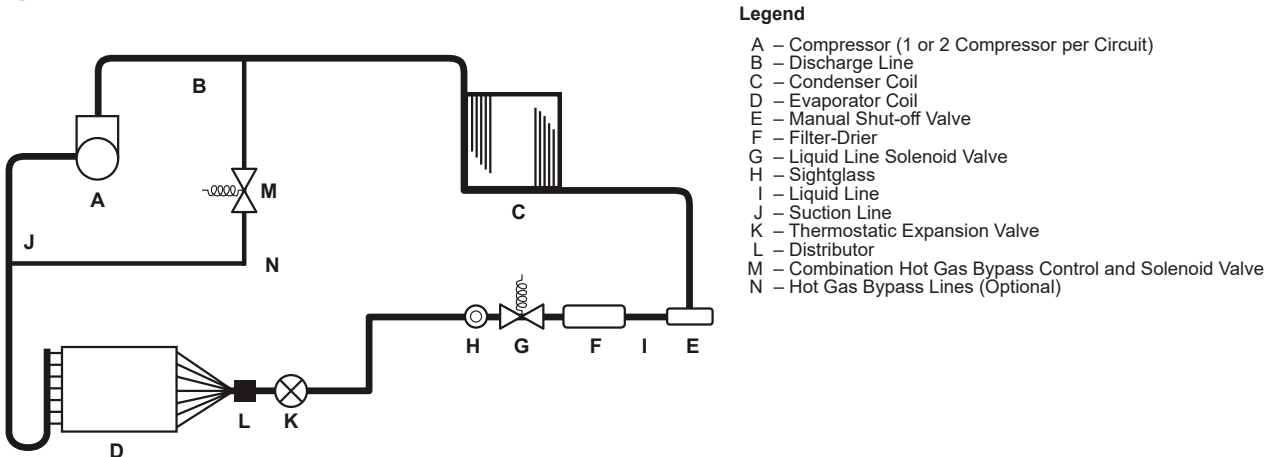 Legend
A – Compressor (1 or 2 Compressor per Circuit)
B – Discharge Line
C – Condenser Coil
D – Evaporator Coil
E – Manual Shut-off Valve
F – Filter-Drier
G – Liquid Line Solenoid Valve
H – Sightglass
I – Liquid Line
J – Suction Line
K – Thermostatic Expansion Valve
L – Distributor
M – Combination Hot Gas Bypass Control and Solenoid Valve
N – Hot Gas Bypass Lines (Optional)
B
A
M
C
J
N
H G F I E
L K
D